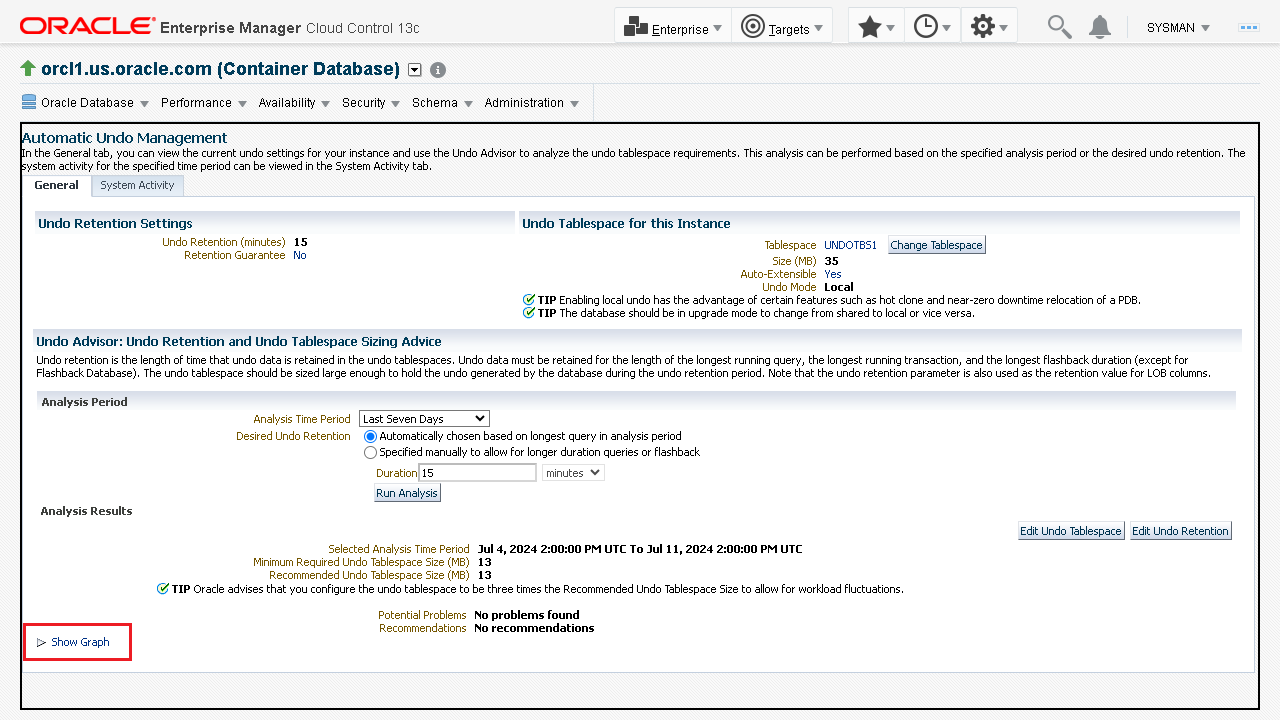 ORACLE Enterprise Manager Cloud Control 13c Enterprise Targets SYSMAN
orcl1.us.oracle.com (Container Database)
Oracle Database Performance Availability Security Schema Administration
Automatic Undo Management
In the General tab, you can view the current undo settings for your instance and use the Undo Advisor to analyze the undo tablespace requirements. This analysis can be performed based on the specified analysis period or the desired undo retention. The
system activity for the specified time period can be viewed in the System Activity tab.
General System Activity
Undo Retention Settings
Undo Retention (minutes) 15
Retention Guarantee No
Undo Tablespace for this Instance
Tablespace UNDOTBS1 Change Tablespace
Size (MB) 35
Auto-Extensible Yes
Undo Mode Local
TIP Enabling local undo has the advantage of certain features such as hot clone and near-zero downtime relocation of a PDB.
TIP The database should be in upgrade mode to change from shared to local or vice versa.
Undo Advisor: Undo Retention and Undo Tablespace Sizing Advice
Undo retention is the length of time that undo data is retained in the undo tablespaces. Undo data must be retained for the length of the longest running query, the longest running transaction, and the longest flashback duration (except for
Flashback Database). The undo tablespace should be sized large enough to hold the undo generated by the database during the undo retention period. Note that the undo retention parameter is also used as the retention value for LOB columns.
Analysis Period
Analysis Time Period Last Seven Days
Desired Undo Retention Automatically chosen based on longest query in analysis period
Specified manually to allow for longer duration queries or flashback
Duration 15 minutes
Run Analysis
Analysis Results
Edit Undo Tablespace Edit Undo Retention
Selected Analysis Time Period Jul 4, 2024 2:00:00 PM UTC To Jul 11, 2024 2:00:00 PM UTC
Minimum Required Undo Tablespace Size (MB) 13
Recommended Undo Tablespace Size (MB) 13
TIP Oracle advises that you configure the undo tablespace to be three times the Recommended Undo Tablespace Size to allow for workload fluctuations.
Potential Problems No problems found
Recommendations No recommendations
Show Graph